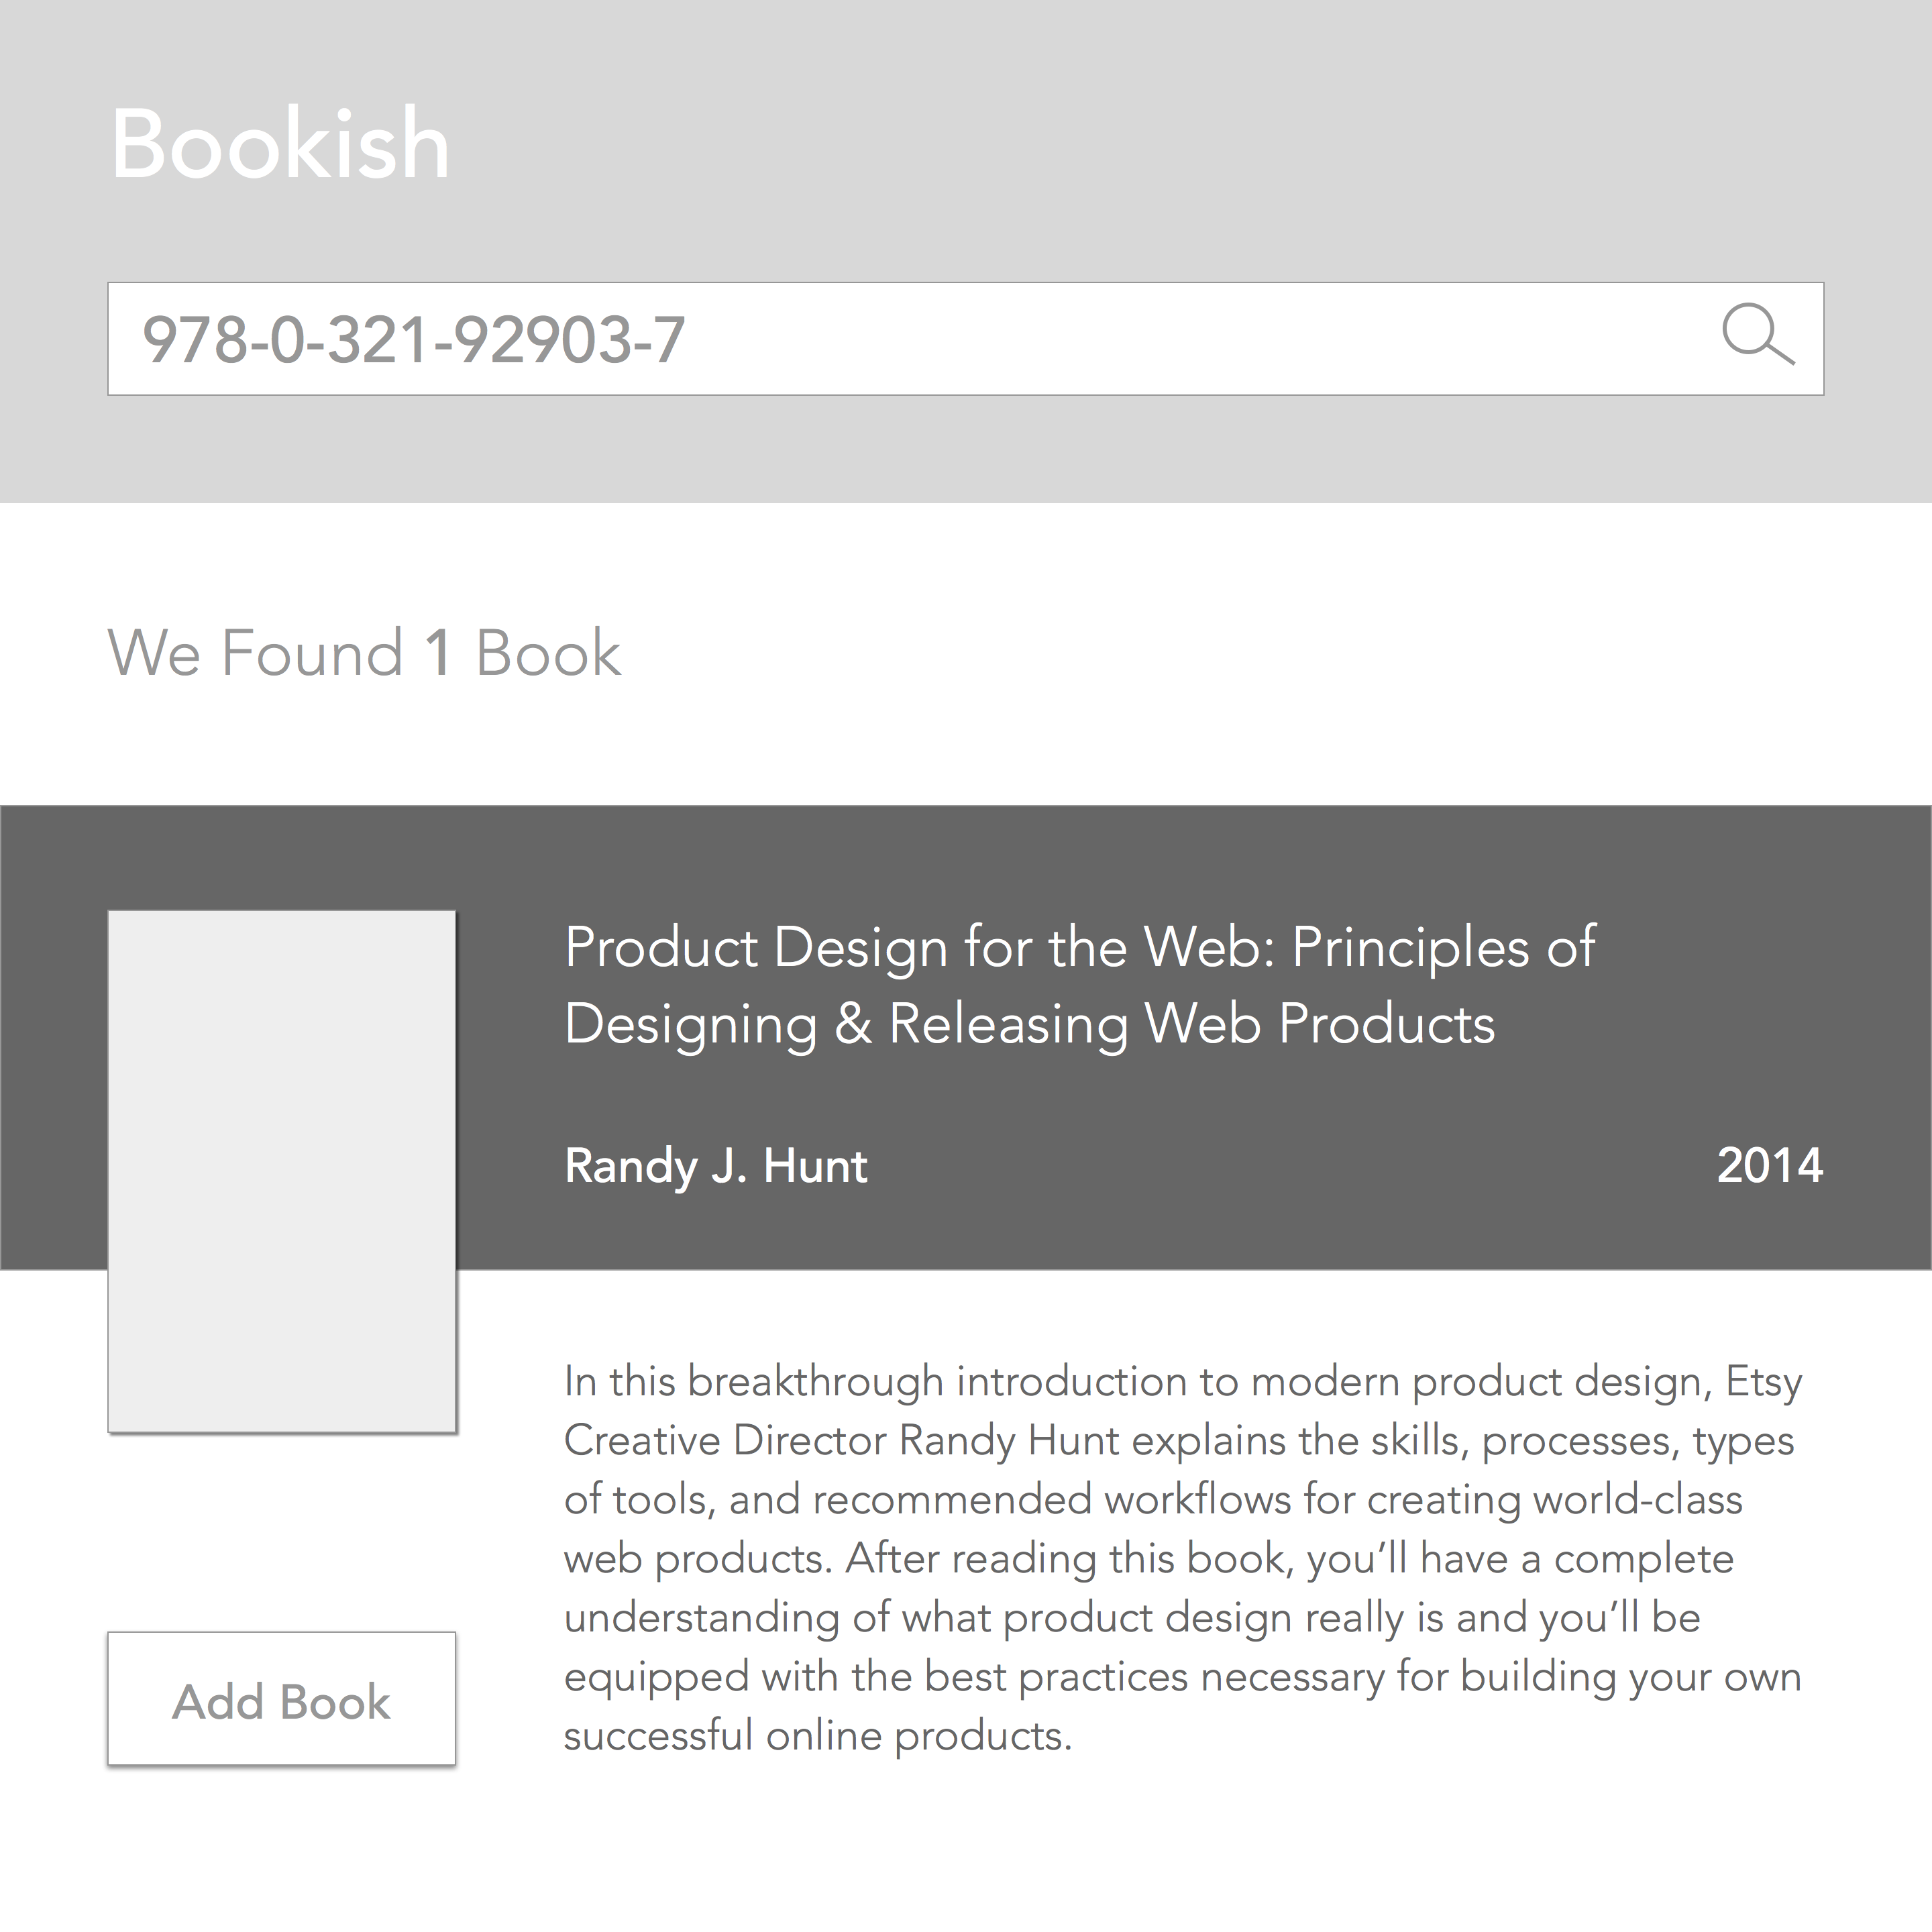 Bookish
978-0-321-92903-7
We Found 1 Book
Product Design for the Web: Principles of
Designing & Releasing Web Products
Randy J. Hunt
2014
In this breakthrough introduction to modern product design, Etsy
Creative Director Randy Hunt explains the skills, processes, types
of tools, and recommended workflows for creating world-class
web products. After reading this book, you’ll have a complete
understanding of what product design really is and you’ll be
equipped with the best practices necessary for building your own
successful online products.
Add Book